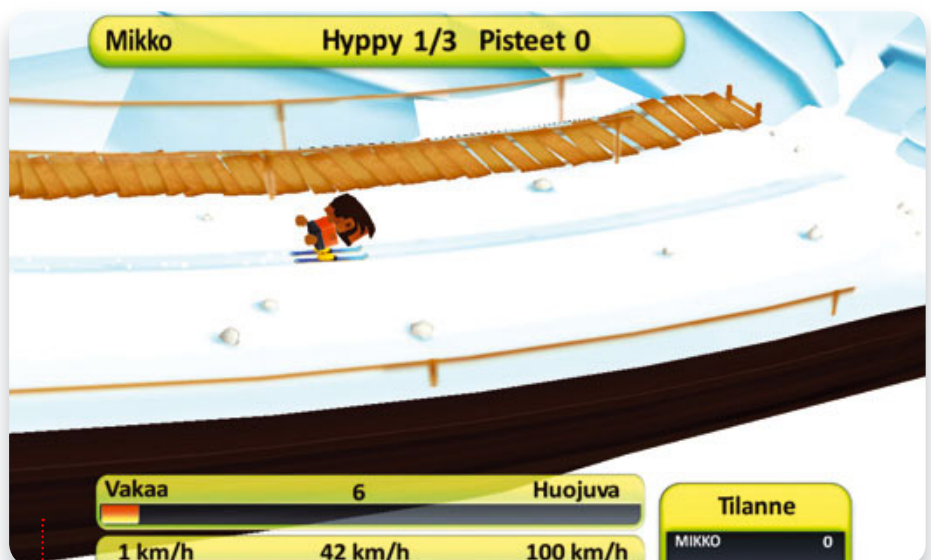 Mikko Hyppy 1/3 Pisteet 0
Vakaa 6 Huojuva
1 km/h 42 km/h 100 km/h
Tilanne
MIKKO 0